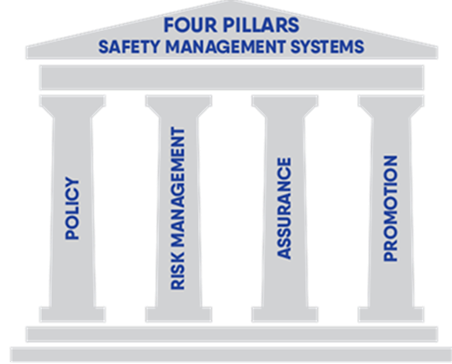 FOUR PILLARS
SAFETY MANAGEMENT SYSTEMS
POLICY
RISK MANAGEMENT
ASSURANCE
PROMOTION